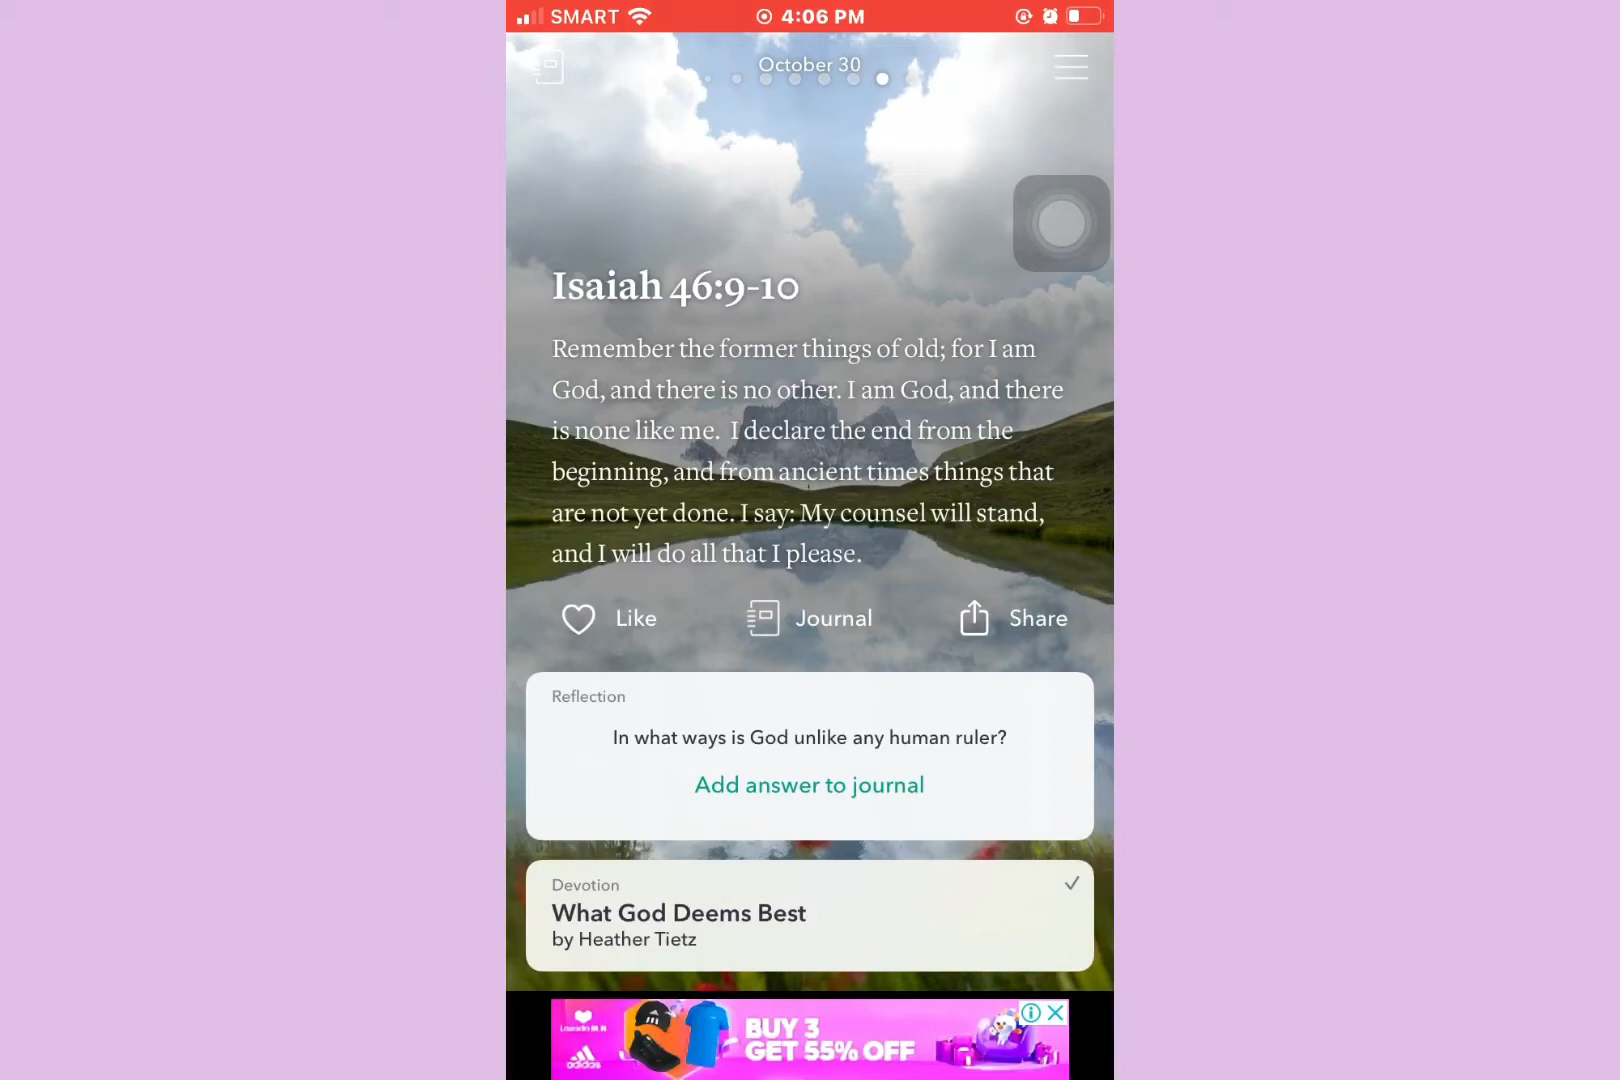 SMART 4:06 PM
October 30
Isaiah 46:9-10
Remember the former things of old; for I am
God, and there is no other. I am God, and there
is none like me. I declare the end from the
beginning, and from ancient times things that
are not yet done. I say: My counsel will stand,
and I will do all that I please.
Like Journal Share
Reflection
In what ways is God unlike any human ruler?
Add answer to journal
Devotion
What God Deems Best
by Heather Tietz
BUY 3
GET 55% OFF
adidas